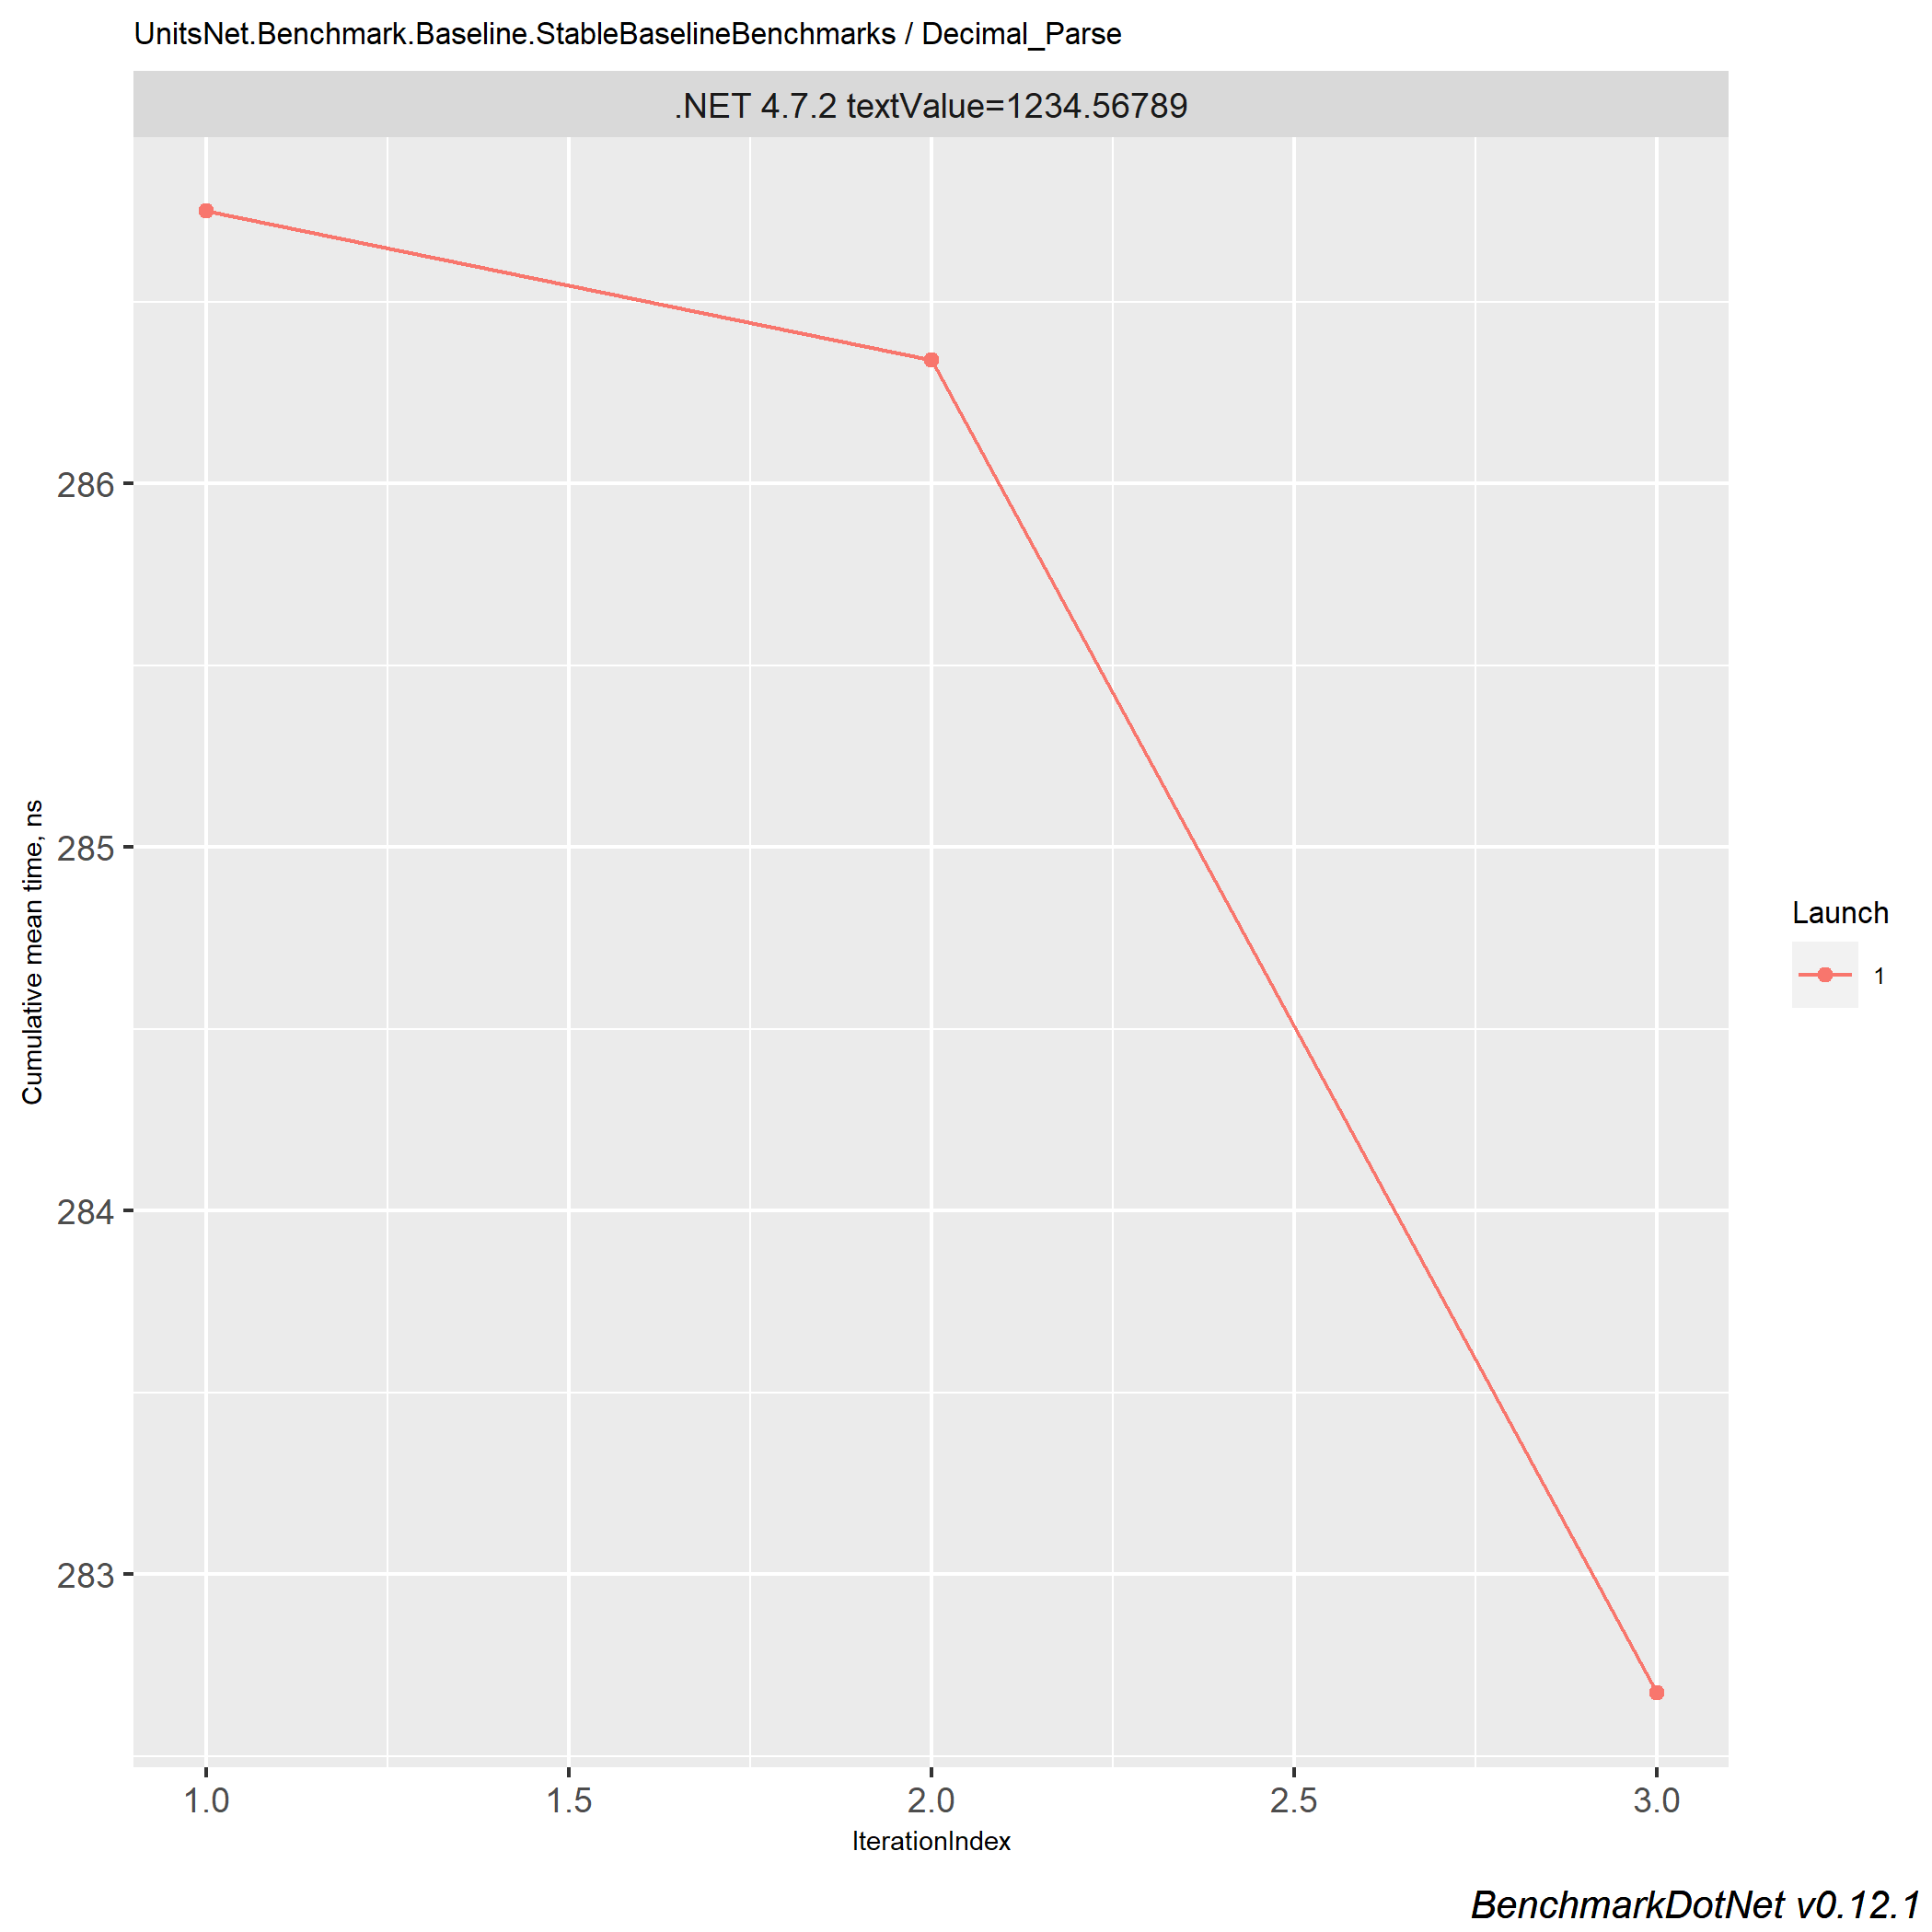 UnitsNet.Benchmark.Baseline.StableBaselineBenchmarks / Decimal_Parse
.NET 4.7.2 textValue=1234.56789
286
285
284
283
Cumulative mean time, ns
1.0 1.5 2.0 2.5 3.0
IterationIndex
Launch
1
BenchmarkDotNet v0.12.1